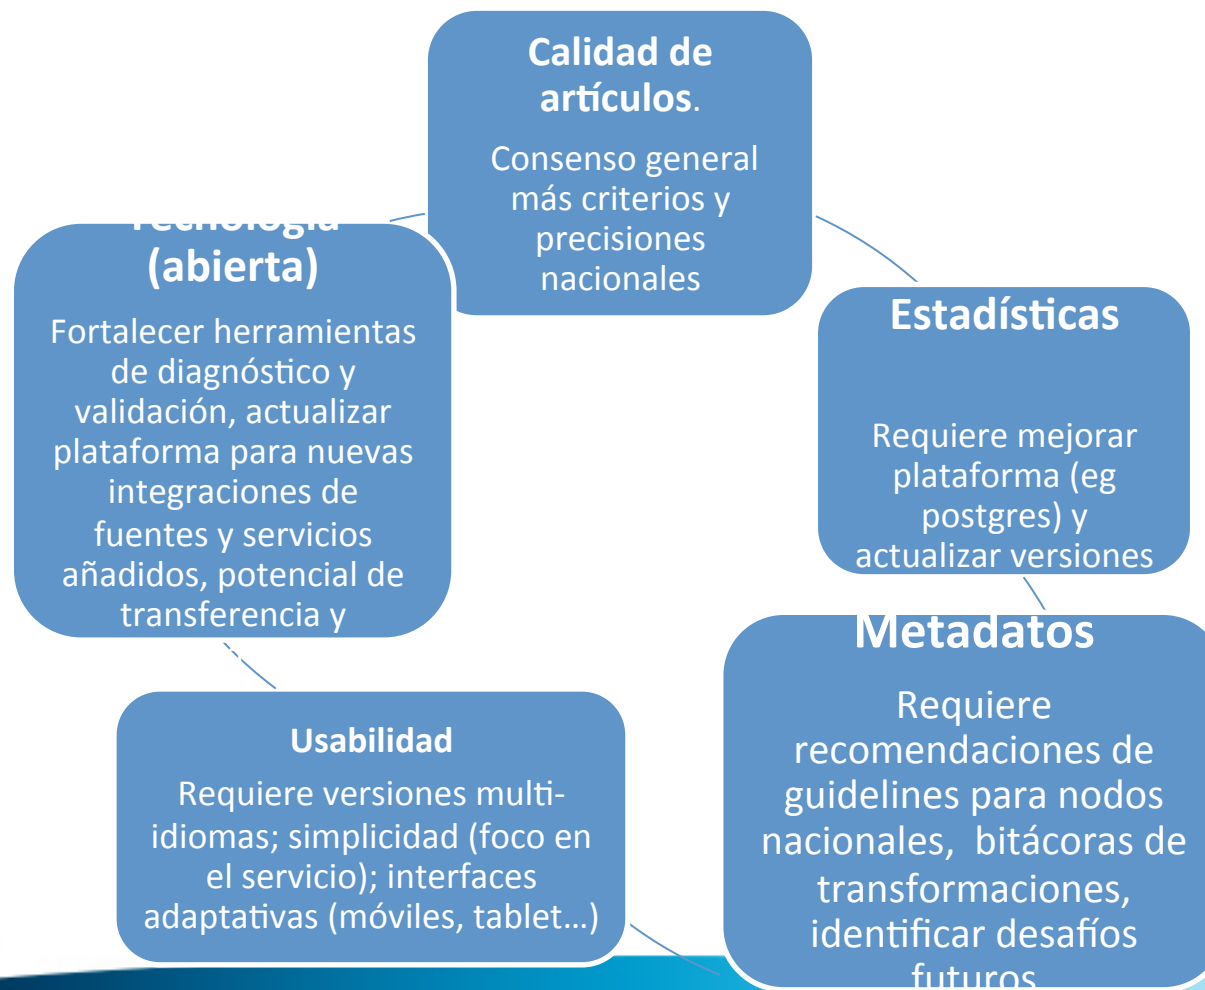 Calidad de
artículos.
Consenso general
más criterios y
precisiones
nacionales
Tecnología
(abierta)
Fortalecer herramientas
de diagnóstico y
validación, actualizar
plataforma para nuevas
integraciones de
fuentes y servicios
añadidos, potencial de
transferencia y
Estadísticas
Requiere mejorar
plataforma (eg
postgres) y
actualizar versiones
Metadatos
Requiere
recomendaciones de
guidelines para nodos
nacionales, bitácoras de
transformaciones,
identificar desafíos
futuros
Usabilidad
Requiere versiones multi-
idiomas; simplicidad (foco en
el servicio); interfaces
adaptativas (móviles, tablet...)